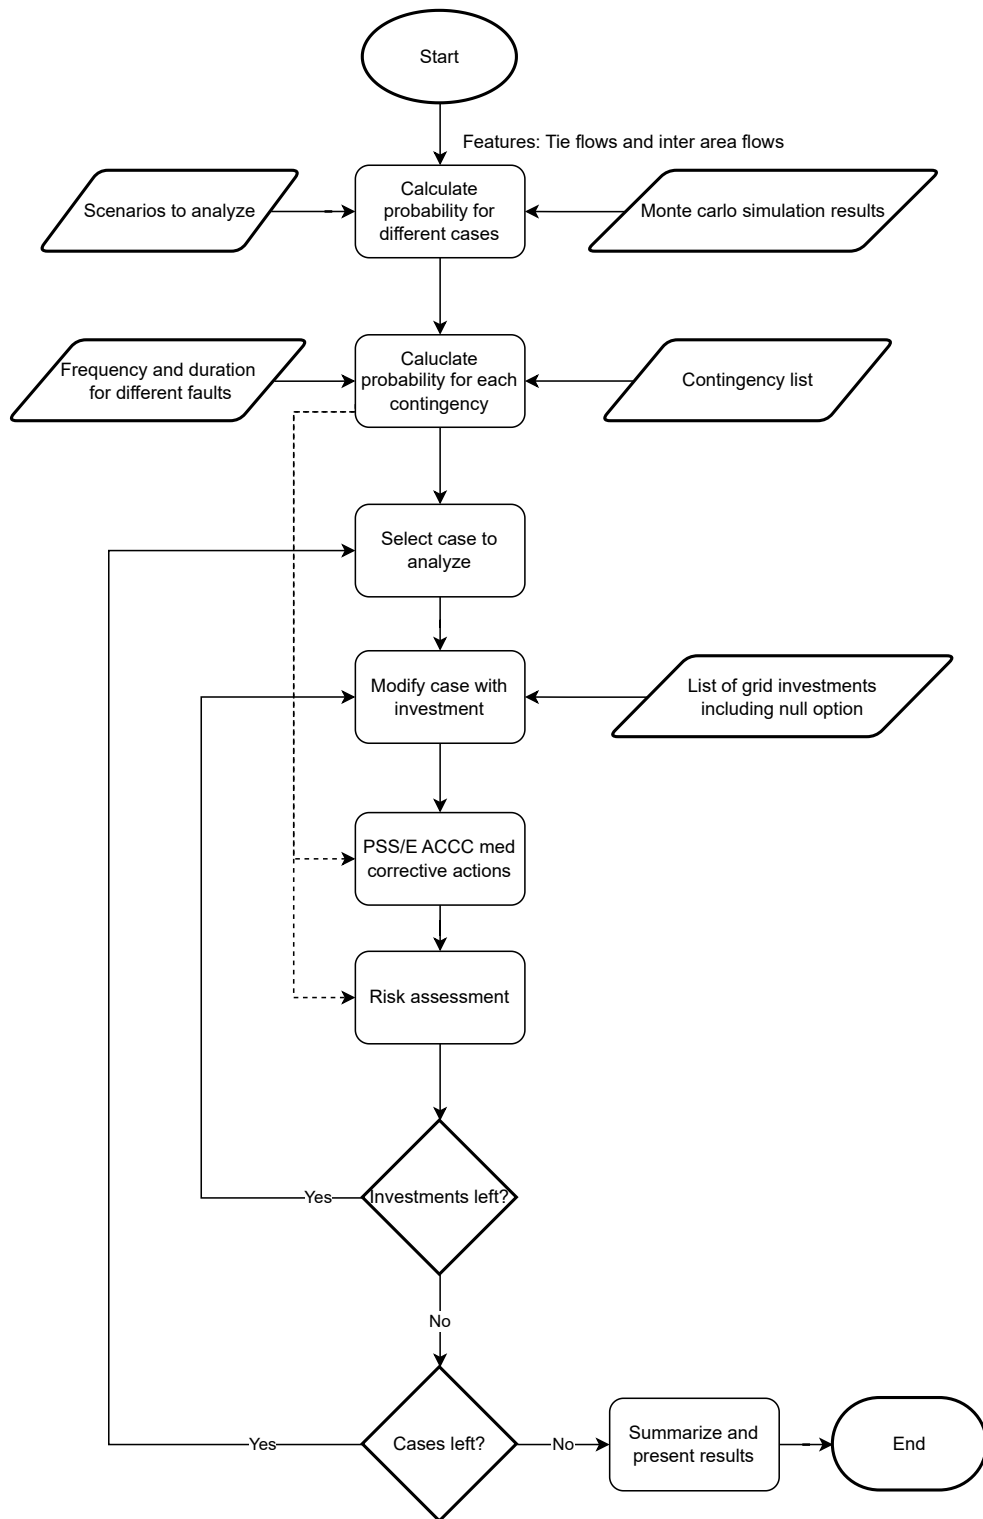 Start
Features: Tie flows and inter area flows
Scenarios to analyze
Calculate
probability for
different cases
Monte carlo simulation results
Frequency and duration
for different faults
Caluclate
probability for each
contingency
Contingency list
Select case to
analyze
Modify case with
investment
List of grid investments
including null option
PSS/E ACCC med
corrective actions
Risk assessment
Investments left?
Yes
No
Cases left?
Yes
No
Summarize and
present results
End